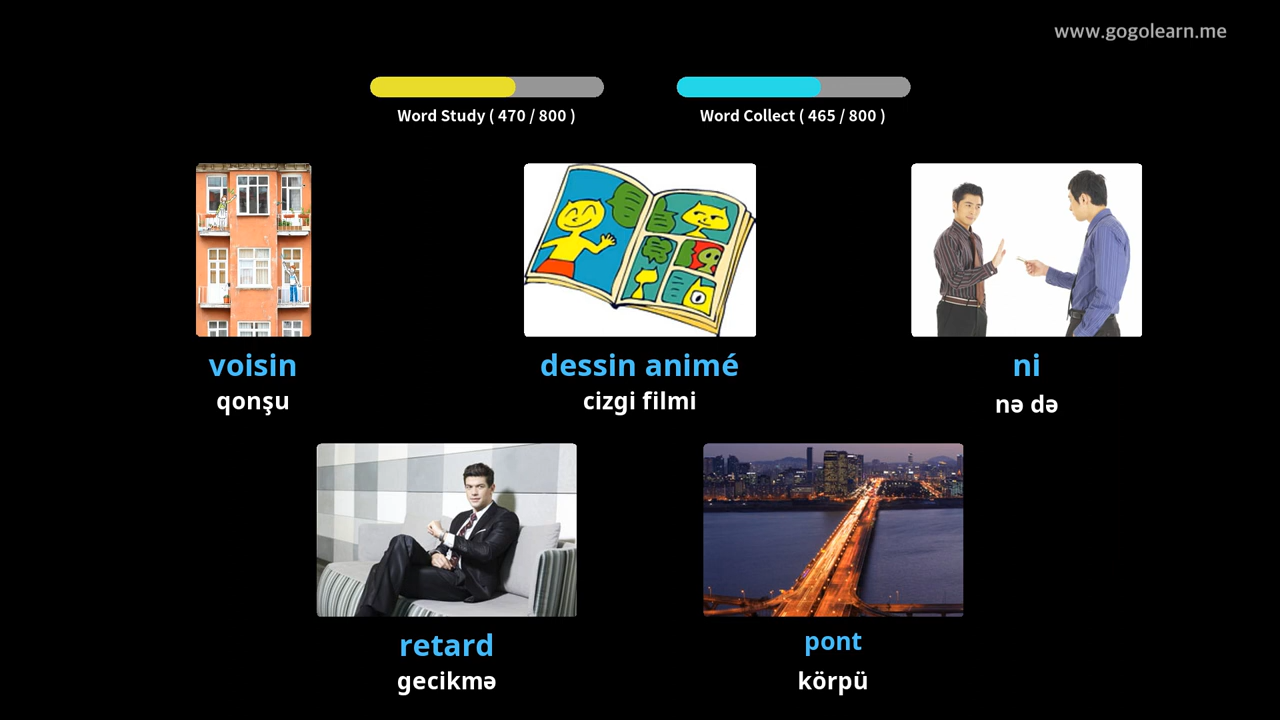 www.gogolearn.me
Word Study ( 470 / 800 )
Word Collect ( 465 / 800 )
voisin
qonşu
dessin animé
cizgi filmi
ni
nə də
retard
gecikmə
pont
körpü